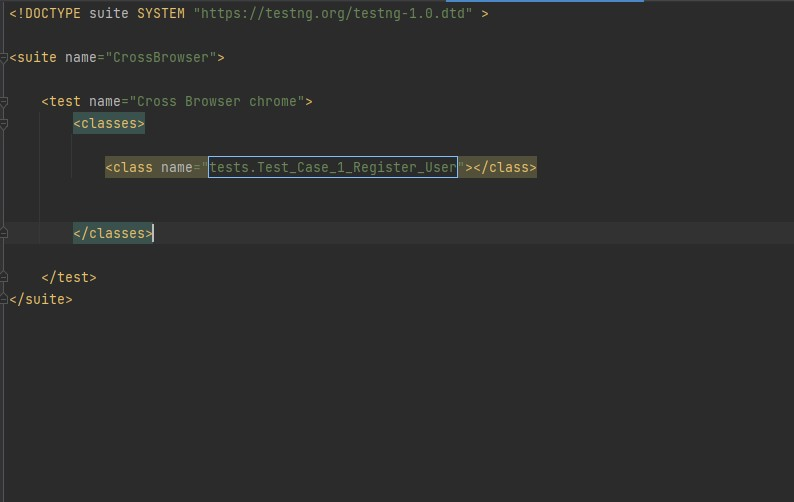 <!DOCTYPE suite SYSTEM "https://testng.org/testng-1.0.dtd" >
<suite name="CrossBrowser">
<test name="Cross Browser chrome">
<classes>
<class name="tests.Test_Case_1_Register_User"></class>
</classes>
</test>
</suite>